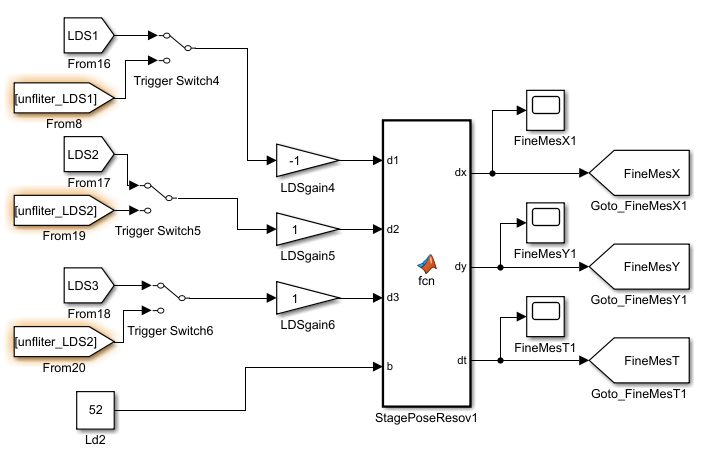 LDS1
From16
Trigger Switch4
[unfliter_LDS1]
From8
LDS2
From17
[unfliter_LDS2]
From19
Trigger Switch5
LDS3
From18
[unfliter_LDS2]
From20
Trigger Switch6
52
Ld2
-1
LDSgain4
1
LDSgain5
1
LDSgain6
d1
d2
d3
b
fcn
dx
dy
dt
StagePoseResov1
FineMesX1
FineMesX
Goto_FineMesX1
FineMesY1
FineMesY
Goto_FineMesY1
FineMesT1
FineMesT
Goto_FineMesT1